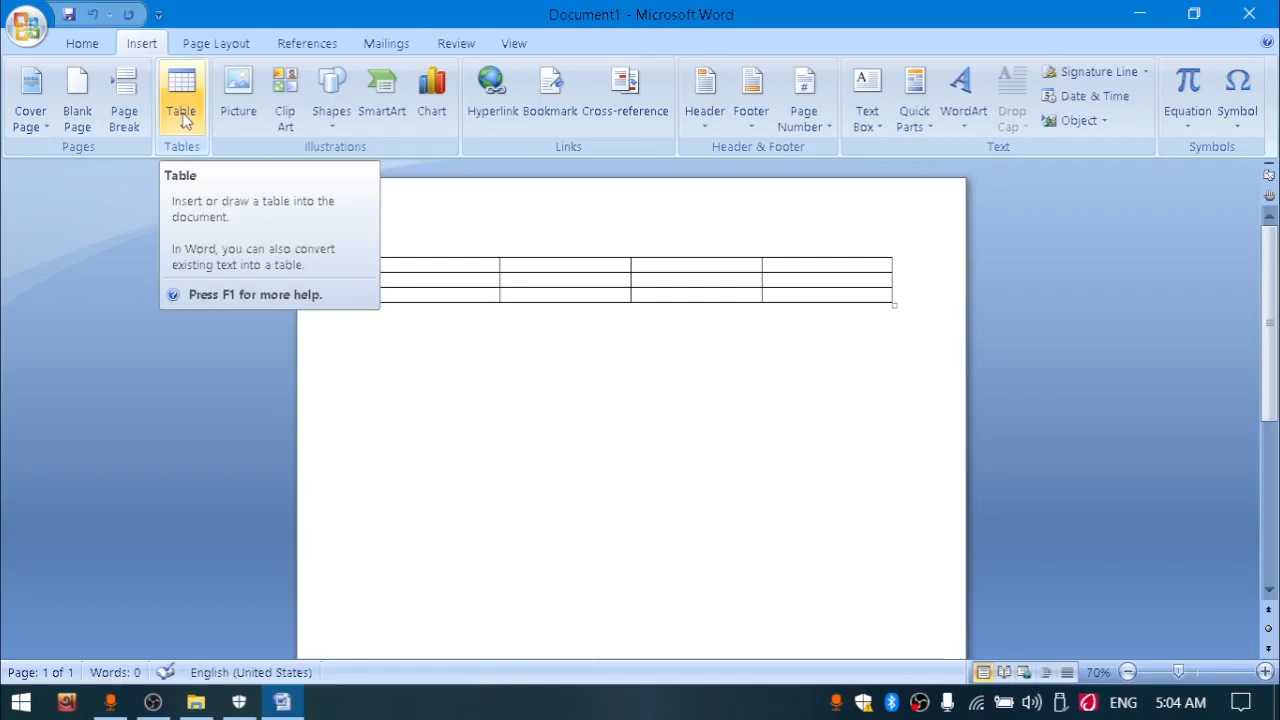 Document1 - Microsoft Word
Home Insert Page Layout References Mailings Review View
Cover Page
Blank Page
Page Break
Table
Picture
Clip Art
Shapes
SmartArt
Chart
Hyperlink
Bookmark
Cross-reference
Header
Footer
Page Number
Text Box
Quick Parts
WordArt
Drop Cap
Signature Line
Date & Time
Object
Equation
Symbol
Pages Tables Illustrations Links Header & Footer Text Symbols
Table
Insert or draw a table into the
document.
In Word, you can also convert
existing text into a table.
Press F1 for more help.
Page: 1 of 1 Words: 0 English (United States) 70%
ENG 5:04 AM